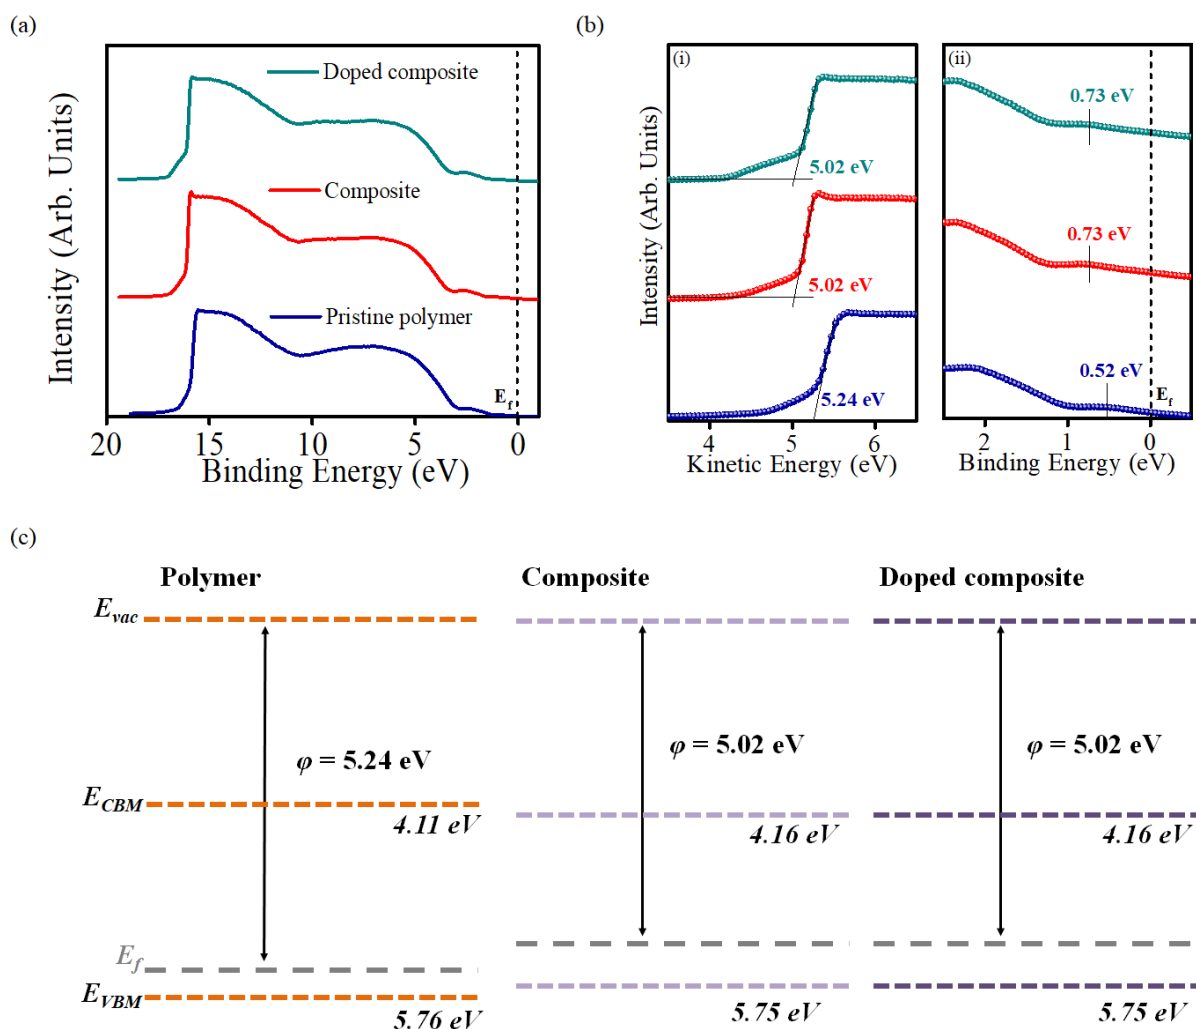 (a)
Doped composite
Composite
Pristine polymer
E_f
Intensity (Arb. Units)
20 15 10 5 0
Binding Energy (eV)
(b)
(i)
5.02 eV
5.02 eV
5.24 eV
Intensity (Arb. Units)
4 5 6
Kinetic Energy (eV)
(ii)
0.73 eV
0.73 eV
0.52 eV
E_f
2 1 0
Binding Energy (eV)
(c)
Polymer
Composite
Doped composite
E_vac
φ = 5.24 eV
φ = 5.02 eV
φ = 5.02 eV
E_CBM
4.11 eV
4.16 eV
4.16 eV
E_f
E_VBM
5.76 eV
5.75 eV
5.75 eV